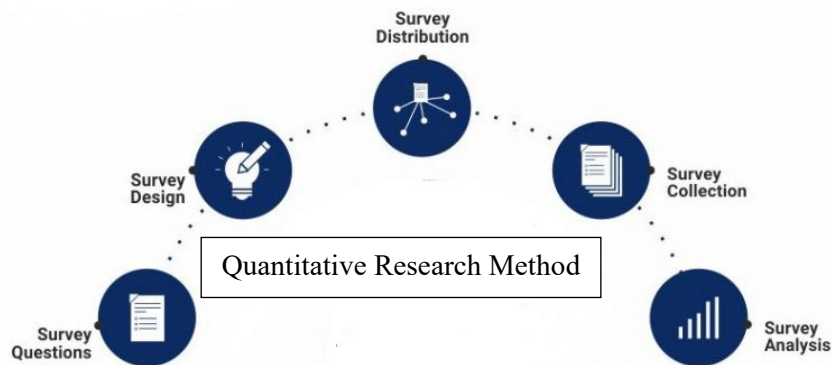 Survey
Distribution
Survey
Design
Survey
Collection
Quantitative Research Method
Survey
Questions
Survey
Analysis